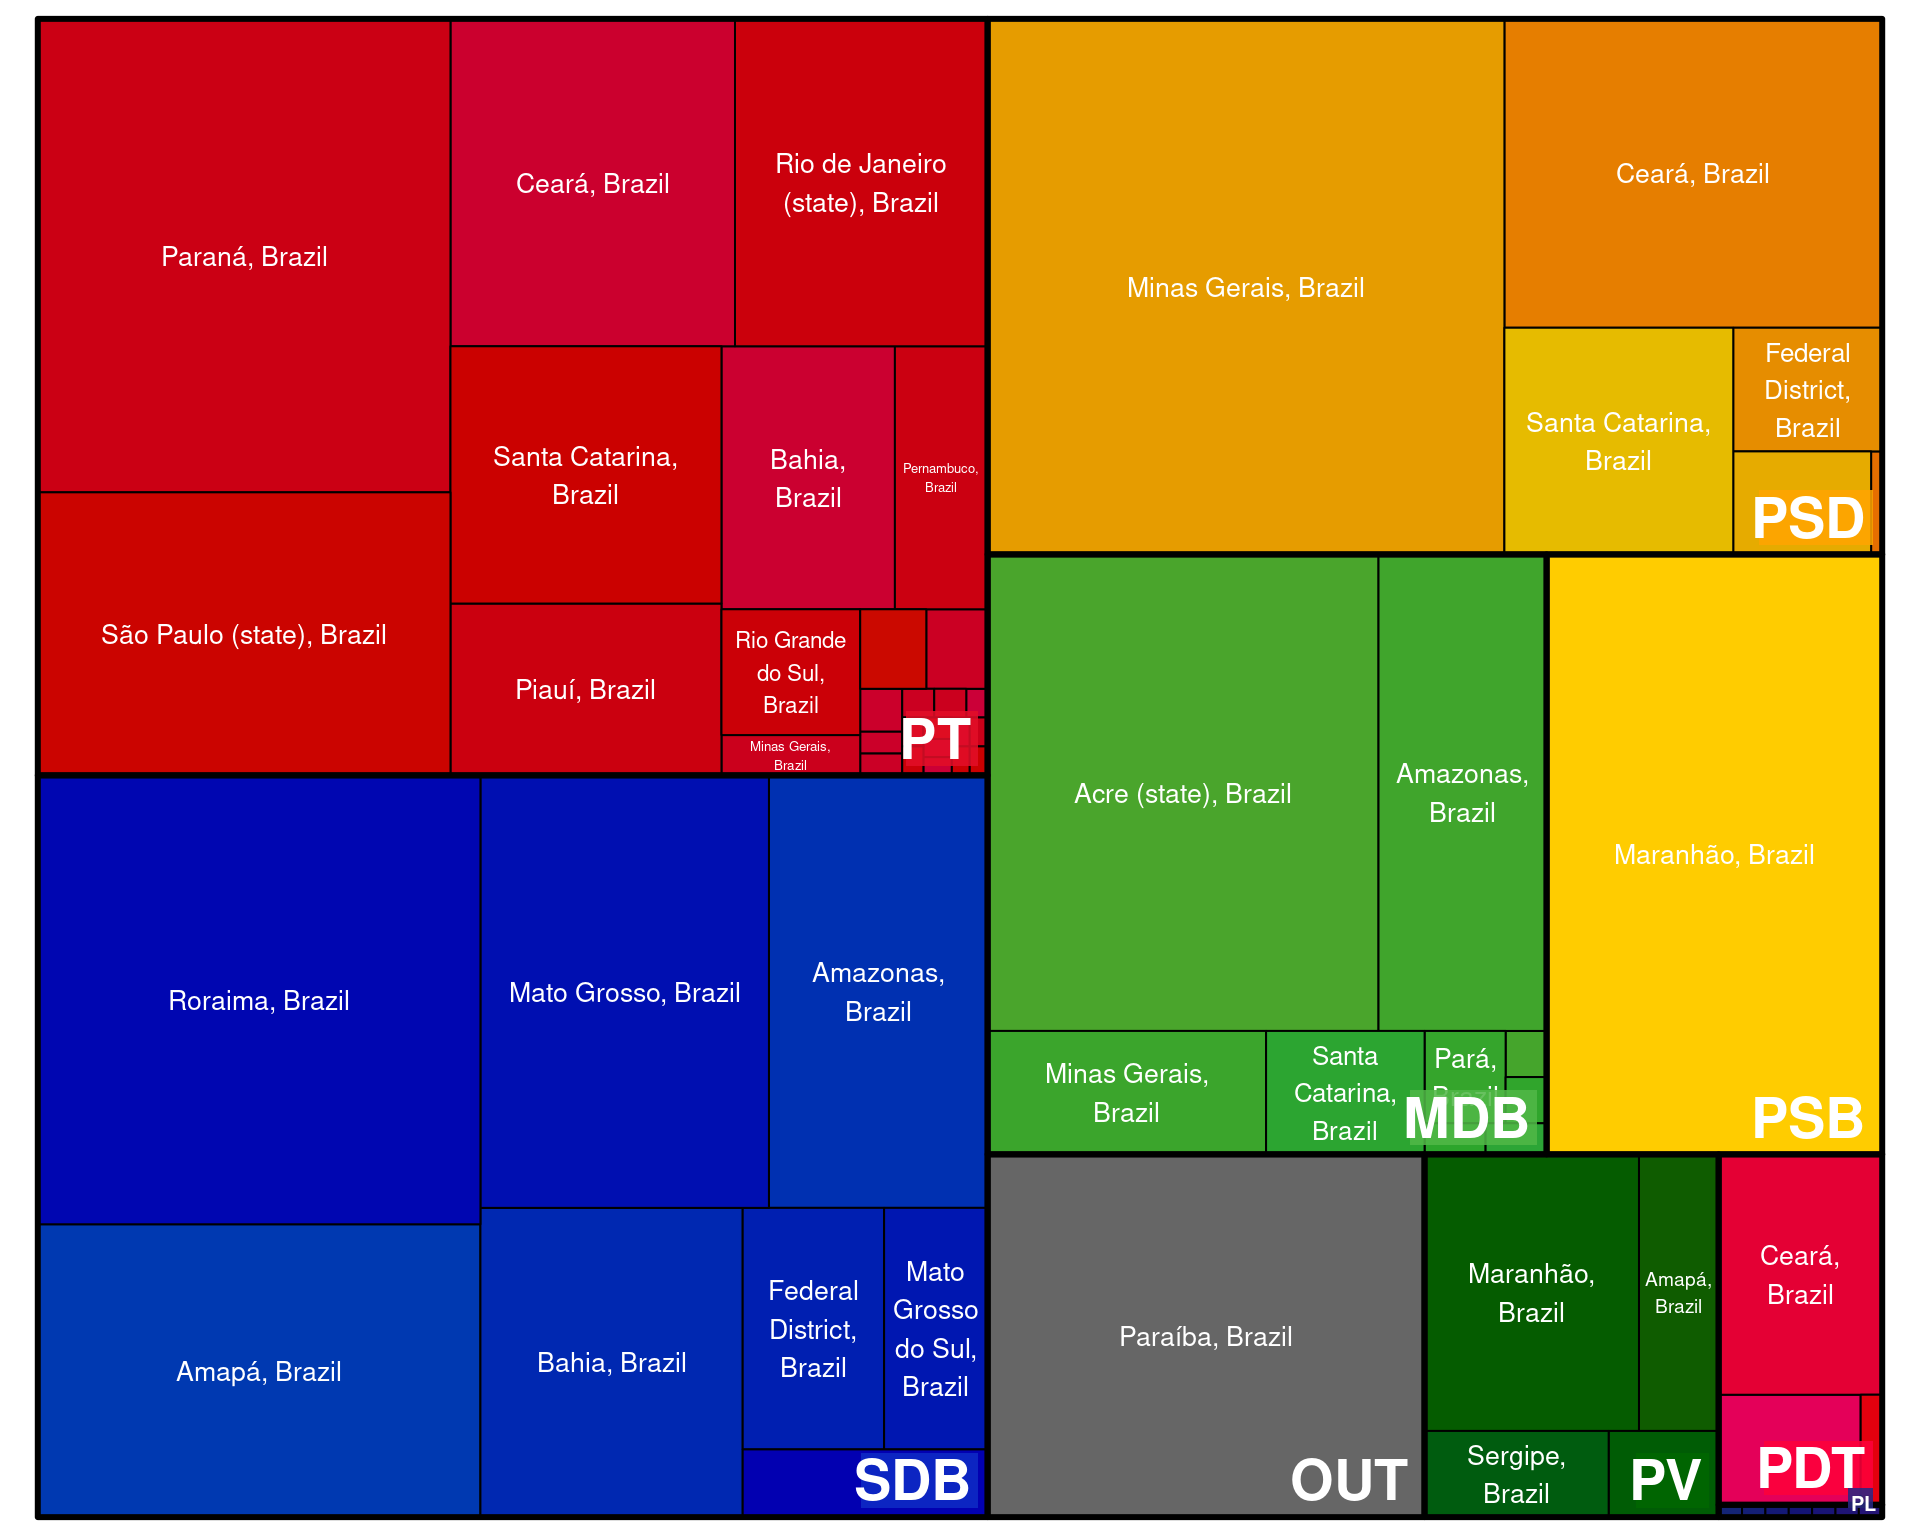 Paraná, Brazil
Ceará, Brazil
Rio de Janeiro
(state), Brazil
São Paulo (state), Brazil
Santa Catarina,
Brazil
Bahia,
Brazil
Pernambuco,
Brazil
Piauí, Brazil
Rio Grande
do Sul,
Brazil
Minas Gerais,
Brazil
PT
Minas Gerais, Brazil
Ceará, Brazil
Santa Catarina,
Brazil
Federal
District,
Brazil
PSD
Roraima, Brazil
Mato Grosso, Brazil
Amazonas,
Brazil
Amapá, Brazil
Bahia, Brazil
Federal
District,
Brazil
Mato
Grosso
do Sul,
Brazil
SDB
Acre (state), Brazil
Amazonas,
Brazil
Minas Gerais,
Brazil
Santa
Catarina,
Brazil
Pará,
Brazil
MDB
Maranhão, Brazil
PSB
Paraíba, Brazil
OUT
Maranhão,
Brazil
Amapá,
Brazil
Sergipe,
Brazil
PV
Ceará,
Brazil
PDT
PL